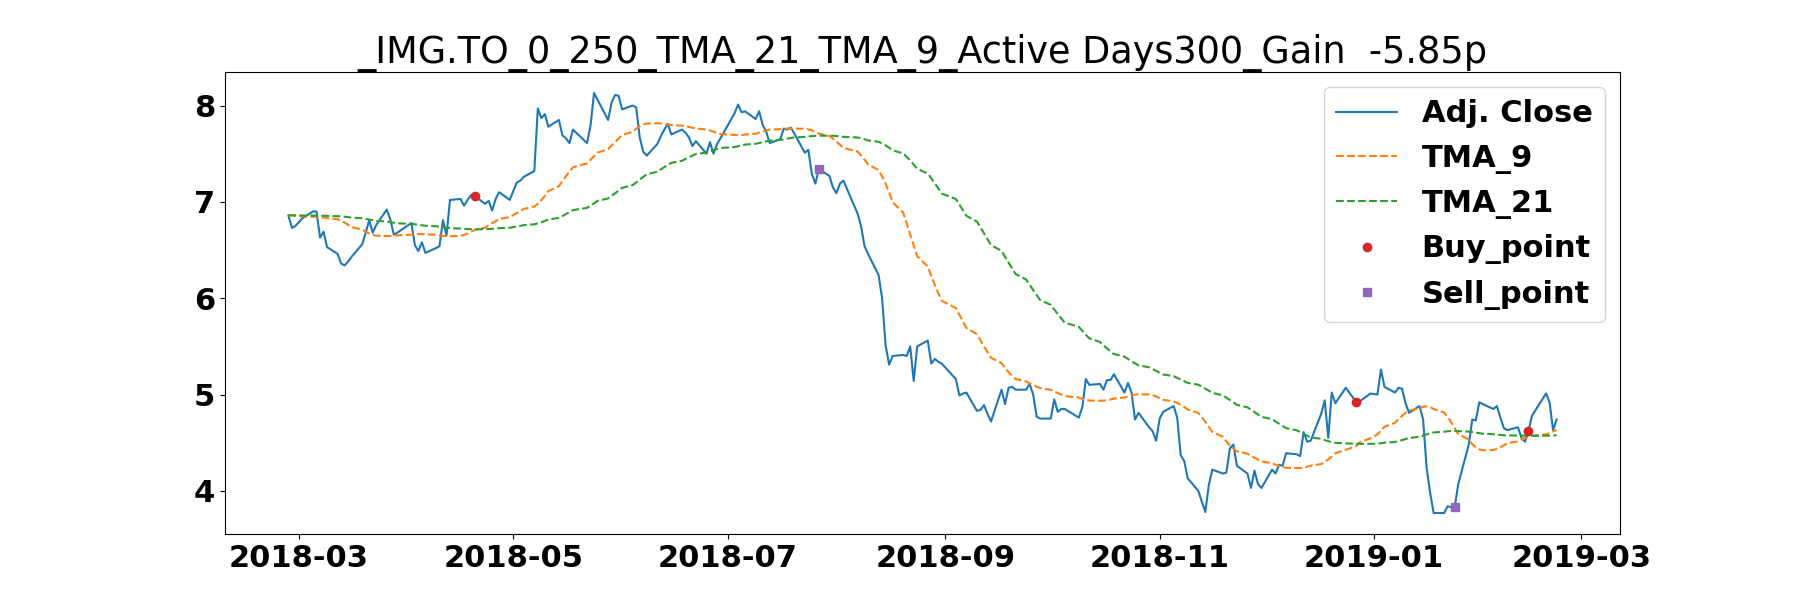 _IMG.TO_0_250_TMA_21_TMA_9_Active Days300_Gain  -5.85p
8
7
6
5
4
Adj. Close
TMA_9
TMA_21
Buy_point
Sell_point
2018-03 2018-05 2018-07 2018-09 2018-11 2019-01 2019-03